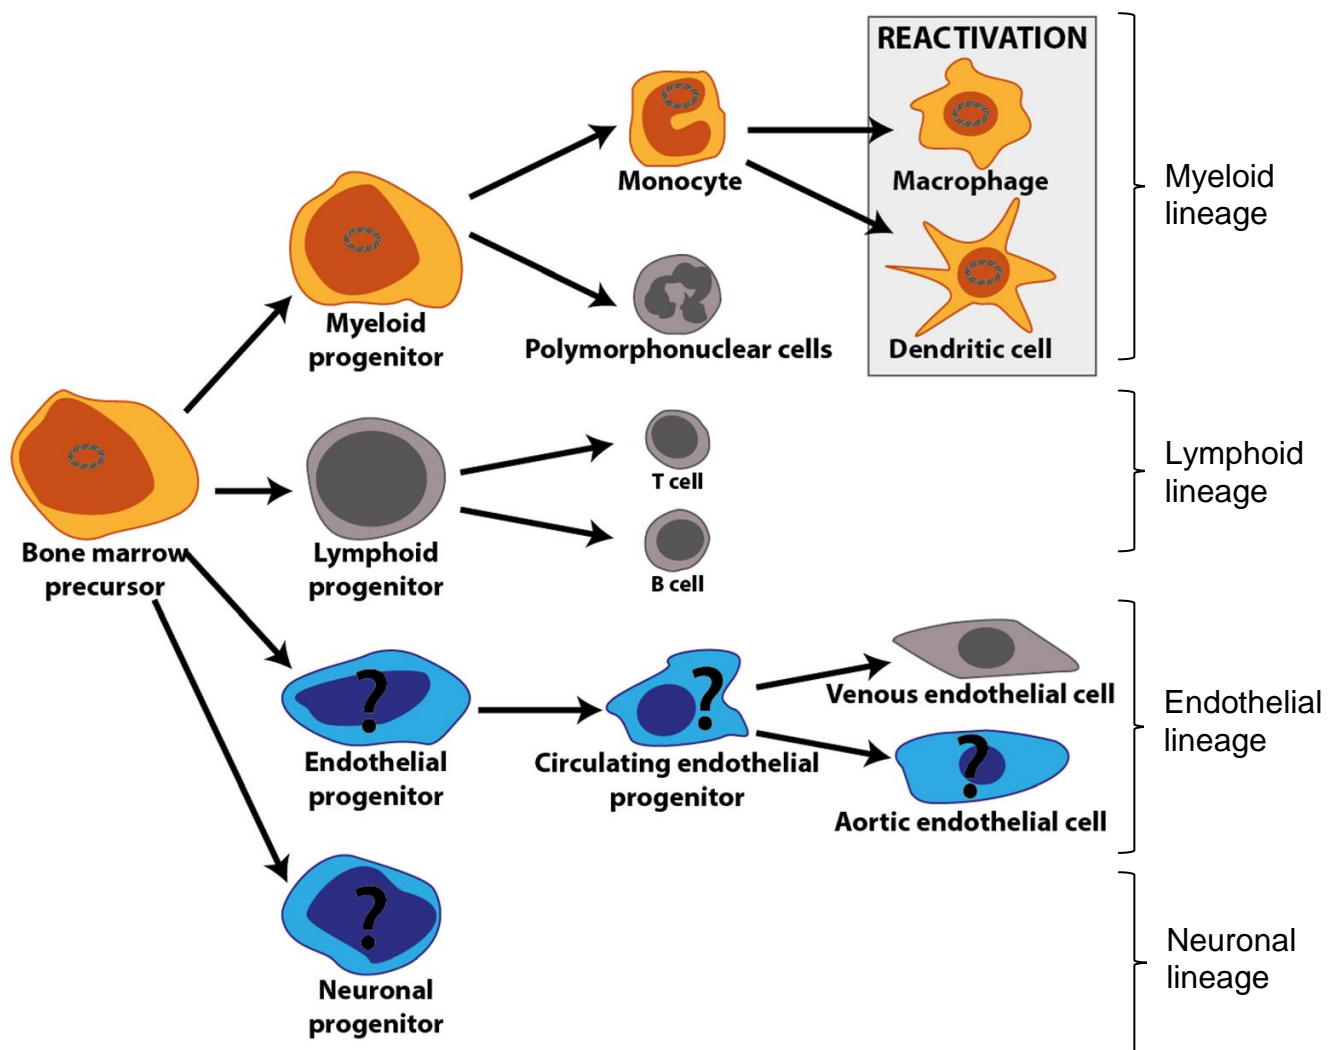 REACTIVATION
Monocyte
Macrophage
Myeloid
lineage
Myeloid
progenitor
Polymorphonuclear cells
Dendritic cell
Bone marrow
precursor
Lymphoid
progenitor
T cell
B cell
Lymphoid
lineage
?
Endothelial
progenitor
?
Circulating endothelial
progenitor
Venous endothelial cell
?
Aortic endothelial cell
Endothelial
lineage
?
Neuronal
progenitor
Neuronal
lineage